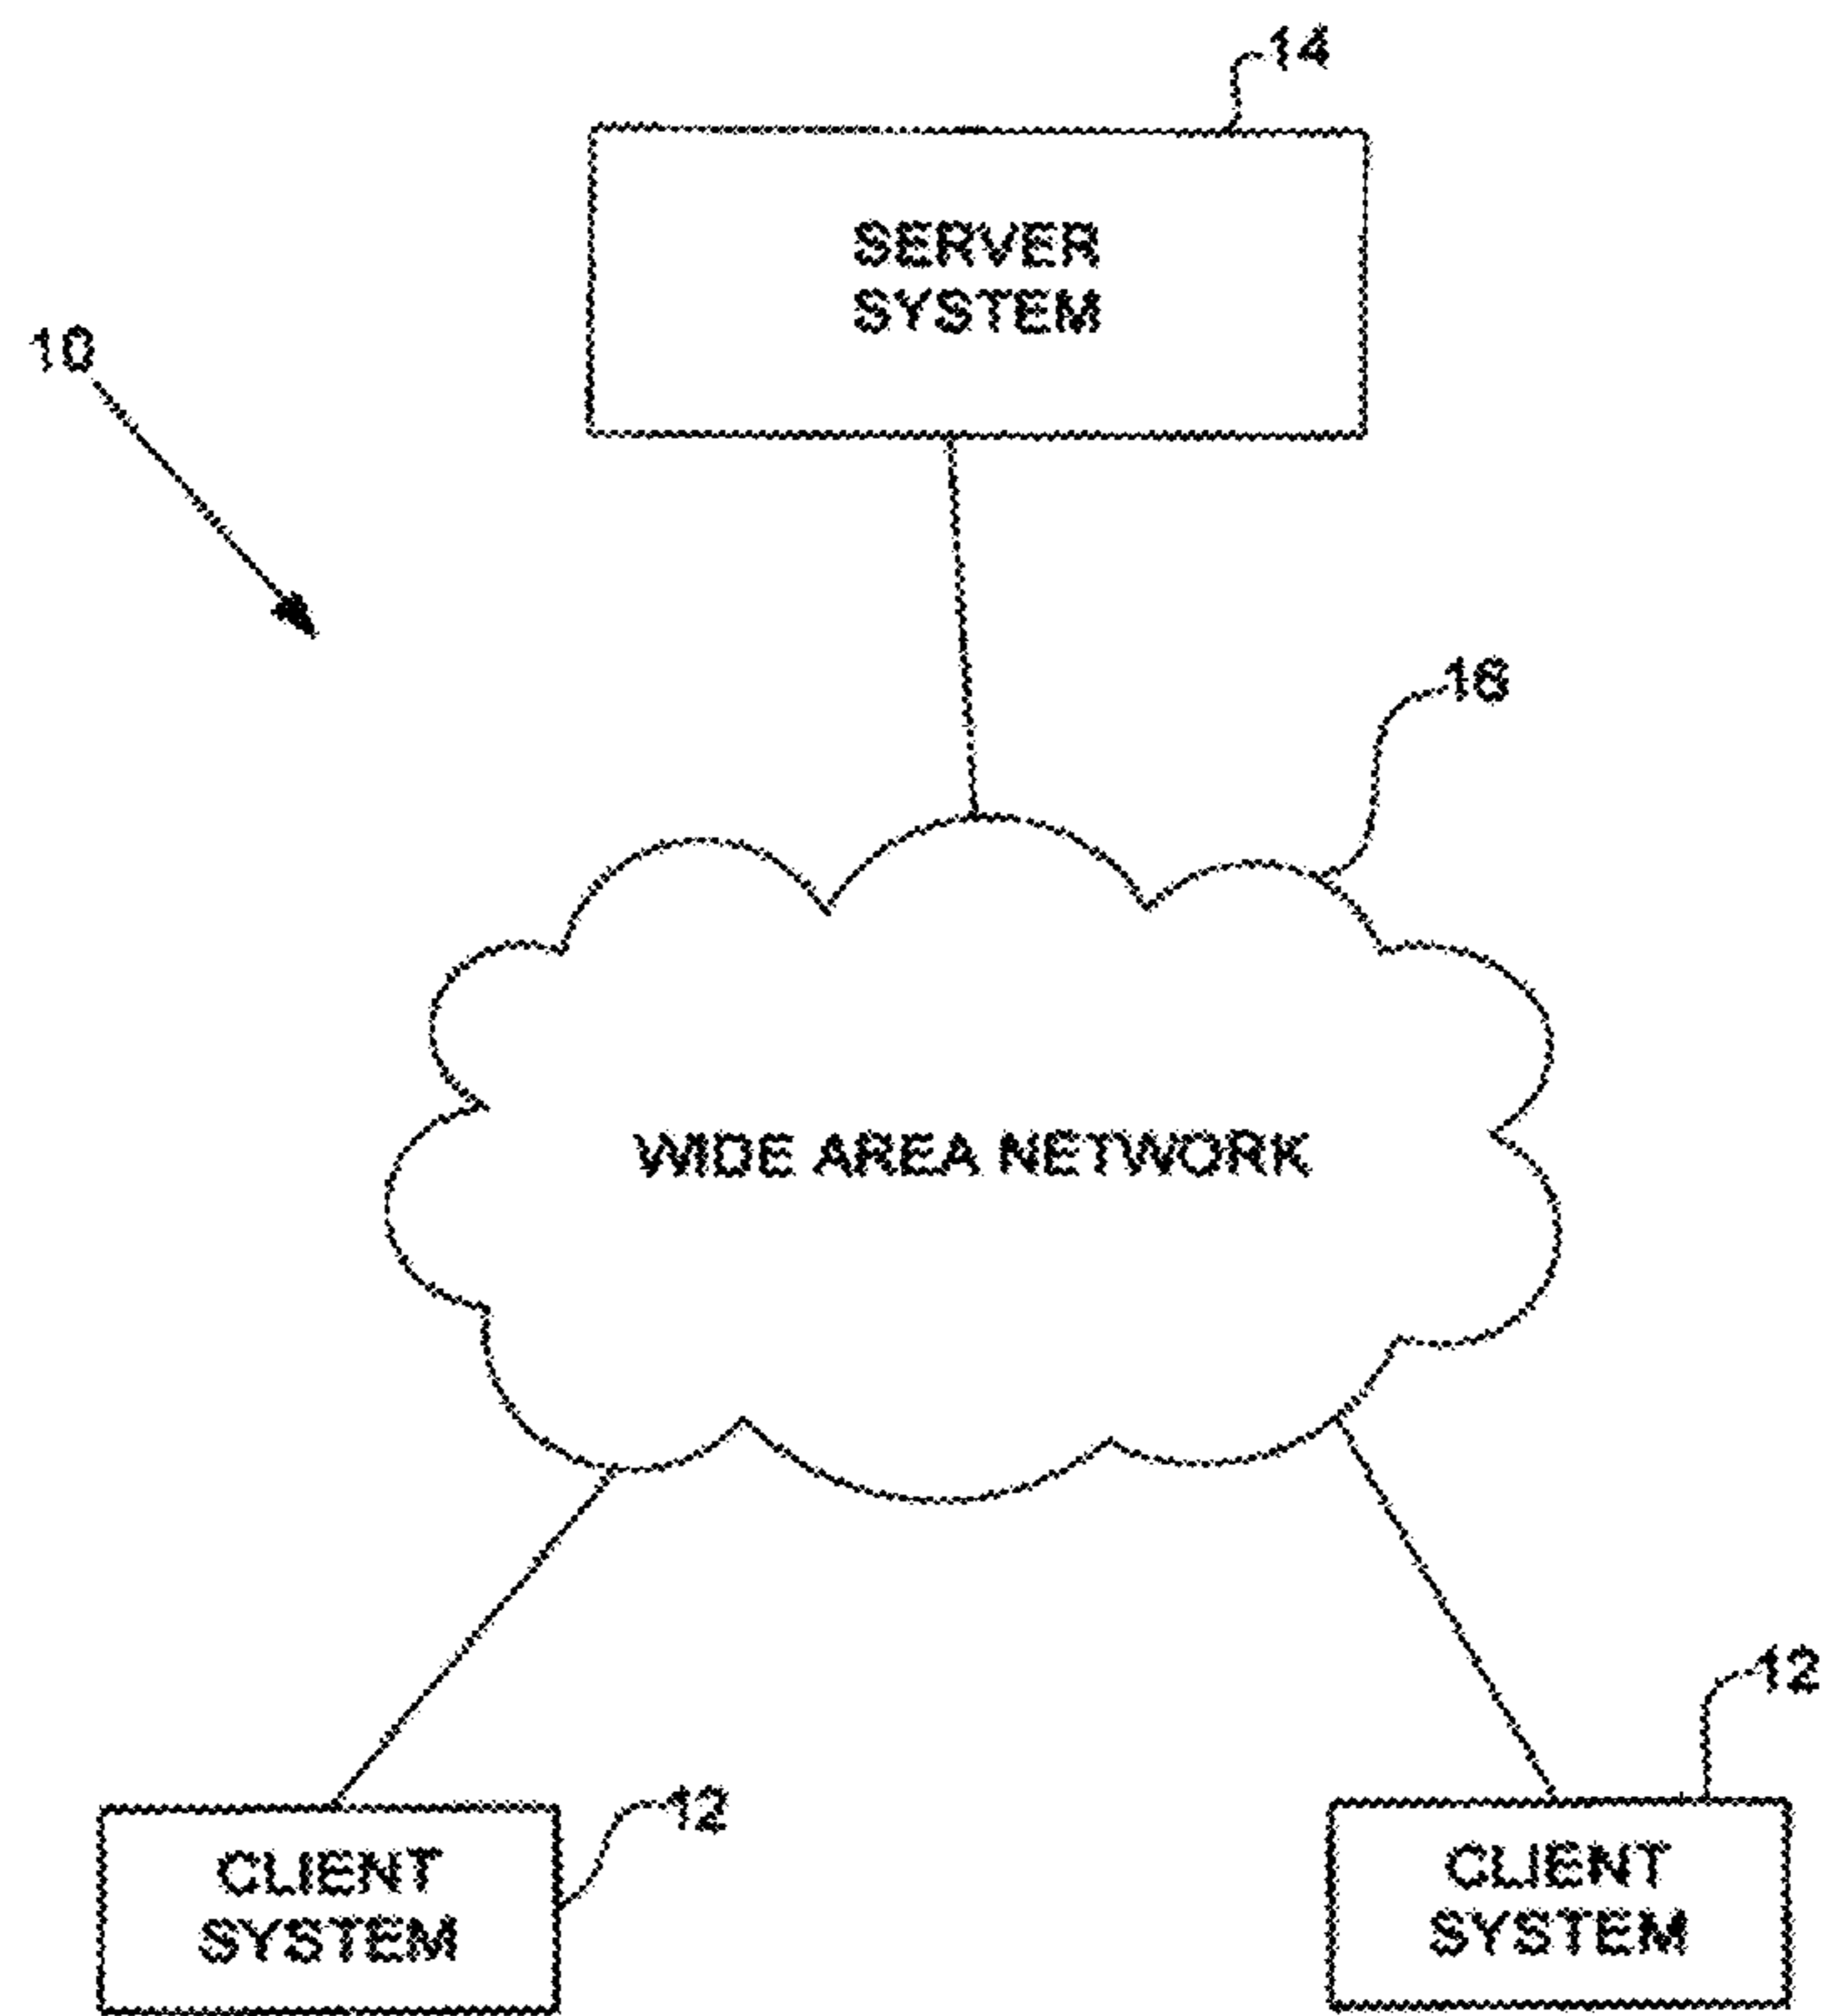 14
SERVER
SYSTEM
10
16
WIDE AREA NETWORK
12
12
CLIENT
SYSTEM
CLIENT
SYSTEM